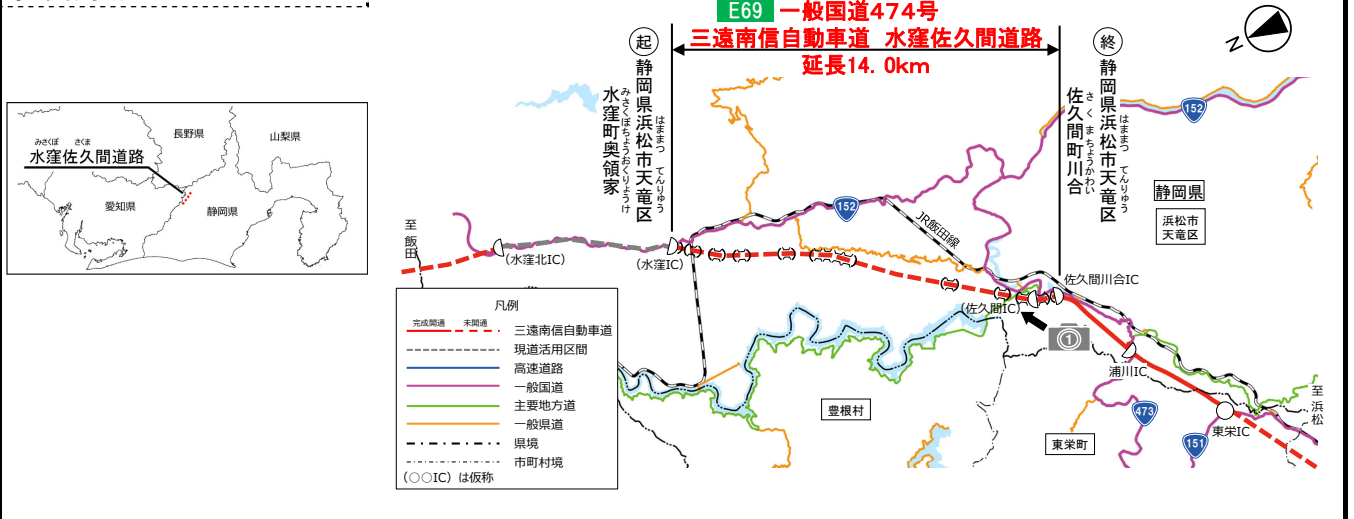 E69 一般国道474号
三遠南信自動車道 水窪佐久間道路
延長14.0km
起
静岡県浜松市天竜区
はままつ てんりゅう
水窪町奥領家
みさくぼちょうおくりょうけ
終
静岡県浜松市天竜区
はままつ てんりゅう
佐久間町川合
さくまちょうかわい
N
長野県
山梨県
みさくぼ さくま
水窪佐久間道路
愛知県
静岡県
152
152
静岡県
浜松市
天竜区
JR飯田線
至飯田
(水窪北IC)
(水窪IC)
佐久間川合IC
(佐久間IC)
①
浦川IC
東栄IC
至浜松
豊根村
東栄町
473
151
凡例
完成開通 未開通
三遠南信自動車道
現道活用区間
高速道路
一般国道
主要地方道
一般県道
県境
市町村境
(○○IC)は仮称